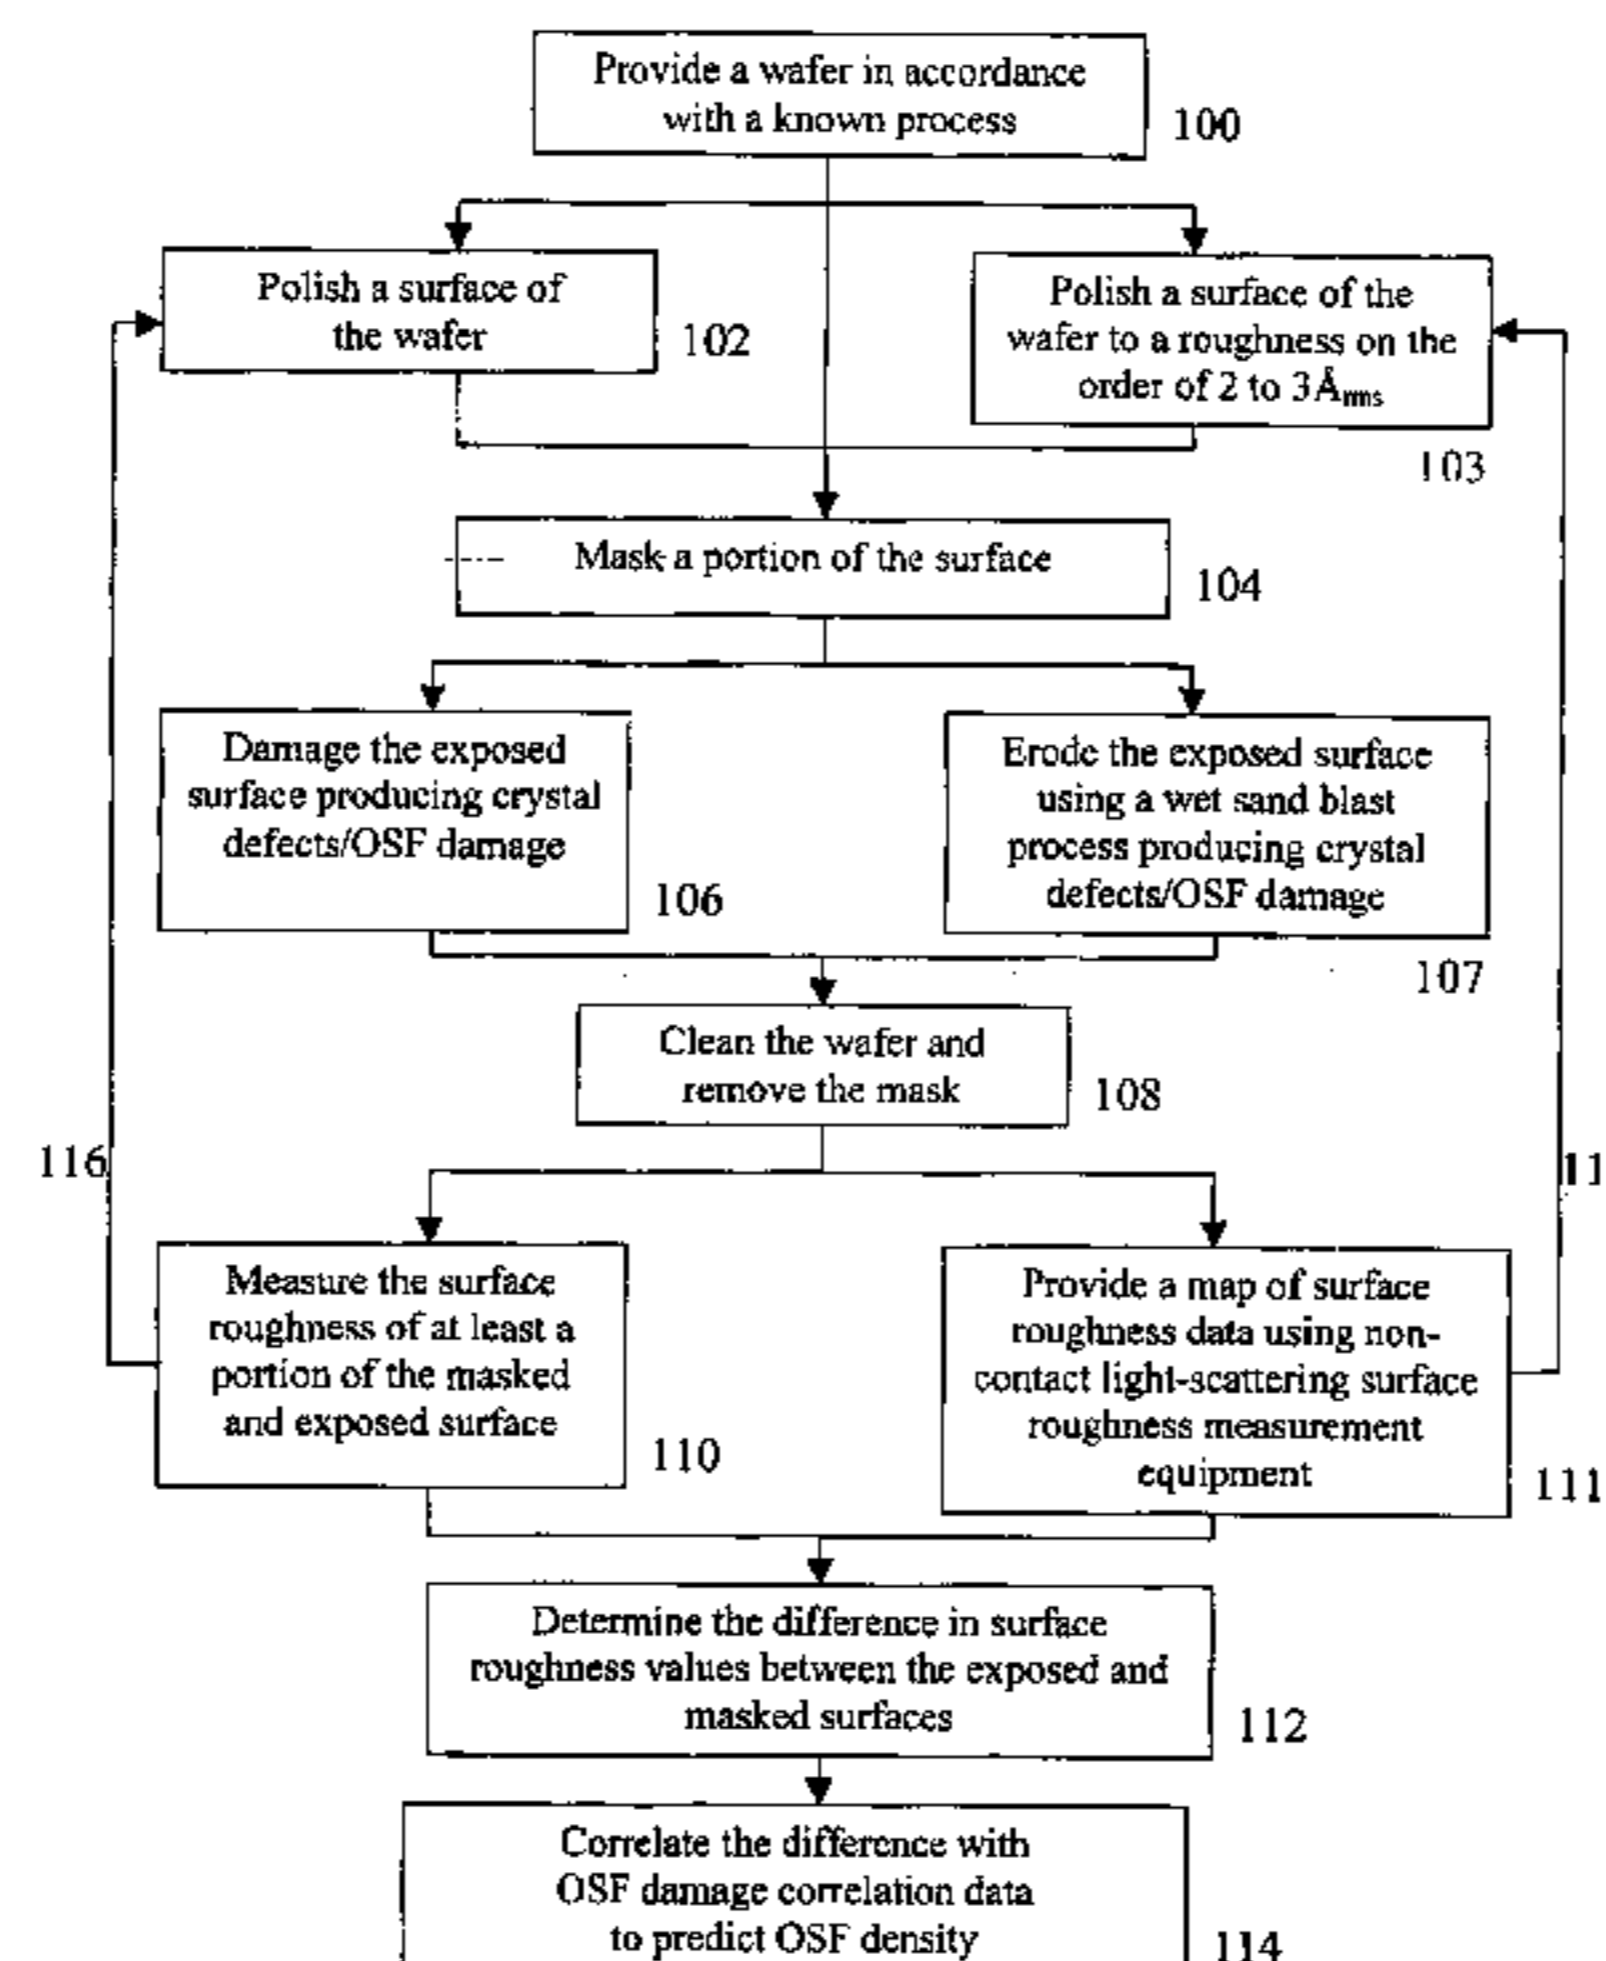 Provide a wafer in accordance
with a known process
100
Polish a surface of
the wafer
102
Polish a surface of the
wafer to a roughness on the
order of 2 to 3Årms
103
Mask a portion of the surface
104
Damage the exposed
surface producing crystal
defects/OSF damage
106
Erode the exposed surface
using a wet sand blast
process producing crystal
defects/OSF damage
107
Clean the wafer and
remove the mask
108
116
11
Measure the surface
roughness of at least a
portion of the masked
and exposed surface
110
Provide a map of surface
roughness data using non-
contact light-scattering surface
roughness measurement
equipment
111
Determine the difference in surface
roughness values between the exposed and
masked surfaces
112
Correlate the difference with
OSF damage correlation data
to predict OSF density
114